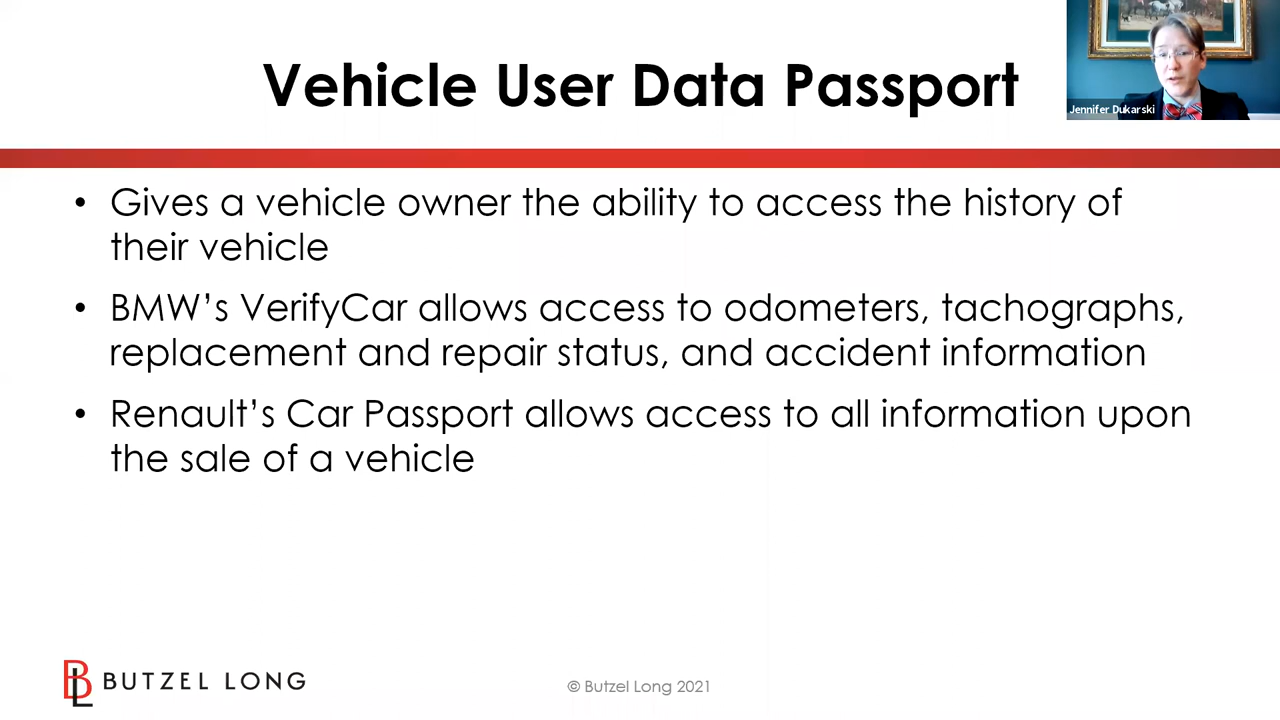 Vehicle User Data Passport
Jennifer Dukarski
• Gives a vehicle owner the ability to access the history of
their vehicle
• BMW’s VerifyCar allows access to odometers, tachographs,
replacement and repair status, and accident information
• Renault’s Car Passport allows access to all information upon
the sale of a vehicle
BL BUTZEL LONG
© Butzel Long 2021